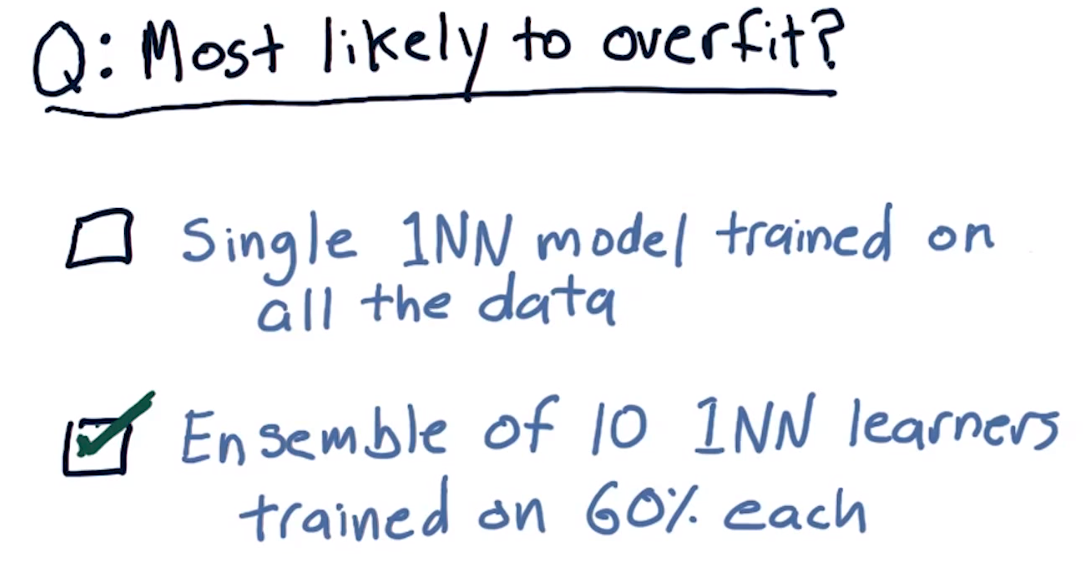 Q: Most likely to overfit?
Single 1NN model trained on
all the data
Ensemble of 10 1NN learners
trained on 60% each